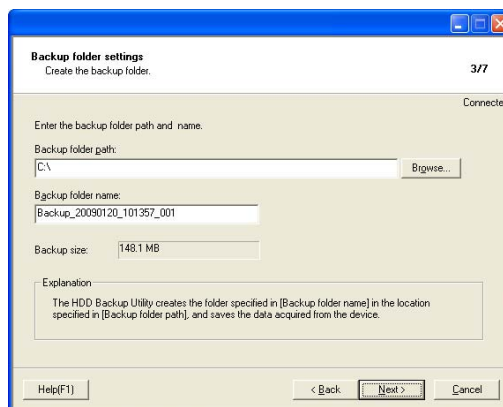 Backup folder settings
Create the backup folder.
3/7
Connecte
Enter the backup folder path and name.
Backup folder path:
C:\
Browse...
Backup folder name:
Backup_20090120_101357_001
Backup size:
148.1 MB
Explanation
The HDD Backup Utility creates the folder specified in [Backup folder name] in the location
specified in [Backup folder path], and saves the data acquired from the device.
Help(F1)
< Back
Next >
Cancel